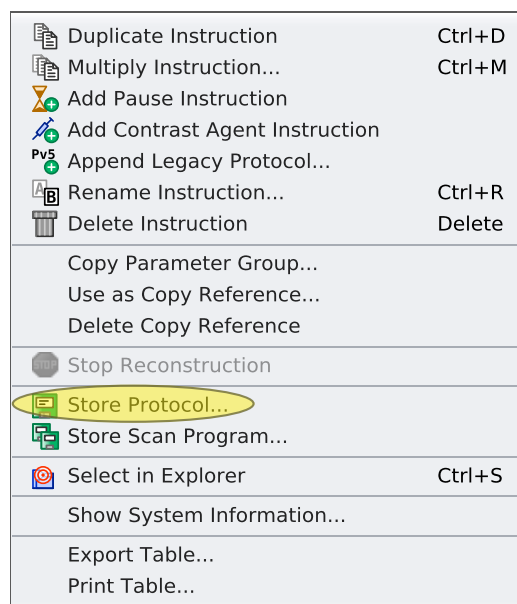 Duplicate Instruction Ctrl+D
Multiply Instruction... Ctrl+M
Add Pause Instruction
Add Contrast Agent Instruction
Pv5 Append Legacy Protocol...
A B Rename Instruction... Ctrl+R
Delete Instruction Delete
Copy Parameter Group...
Use as Copy Reference...
Delete Copy Reference
STOP Stop Reconstruction
Store Protocol...
Store Scan Program...
Select in Explorer Ctrl+S
Show System Information...
Export Table...
Print Table...